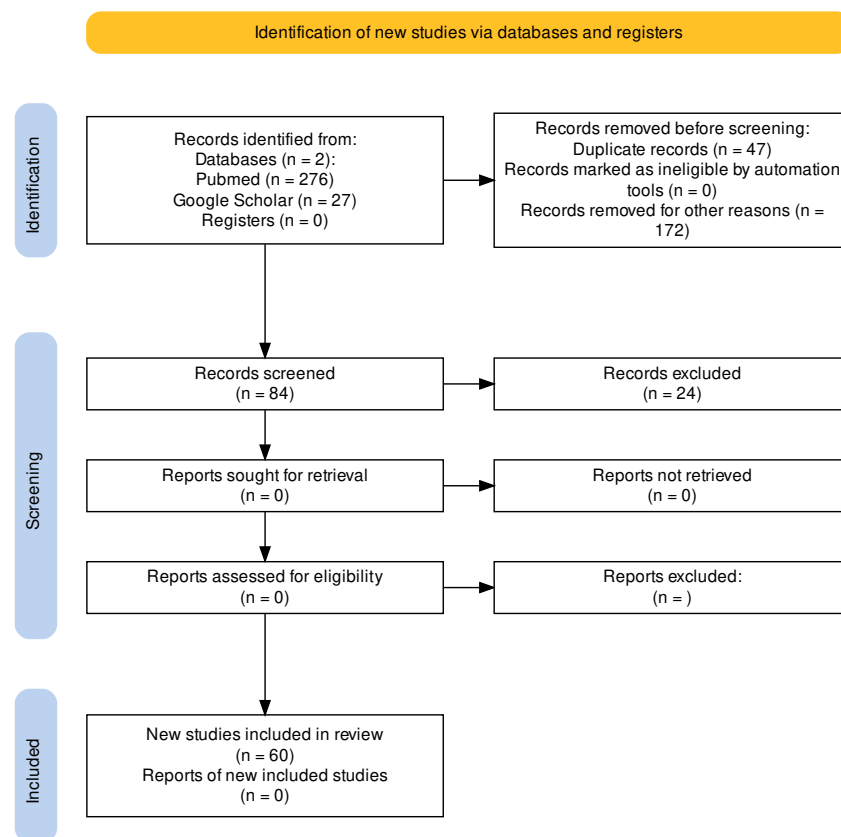 Identification of new studies via databases and registers
Identification
Records identified from:
Databases (n = 2):
Pubmed (n = 276)
Google Scholar (n = 27)
Registers (n = 0)
Records removed before screening:
Duplicate records (n = 47)
Records marked as ineligible by automation
tools (n = 0)
Records removed for other reasons (n =
172)
Screening
Records screened
(n = 84)
Records excluded
(n = 24)
Reports sought for retrieval
(n = 0)
Reports not retrieved
(n = 0)
Reports assessed for eligibility
(n = 0)
Reports excluded:
(n = )
Included
New studies included in review
(n = 60)
Reports of new included studies
(n = 0)